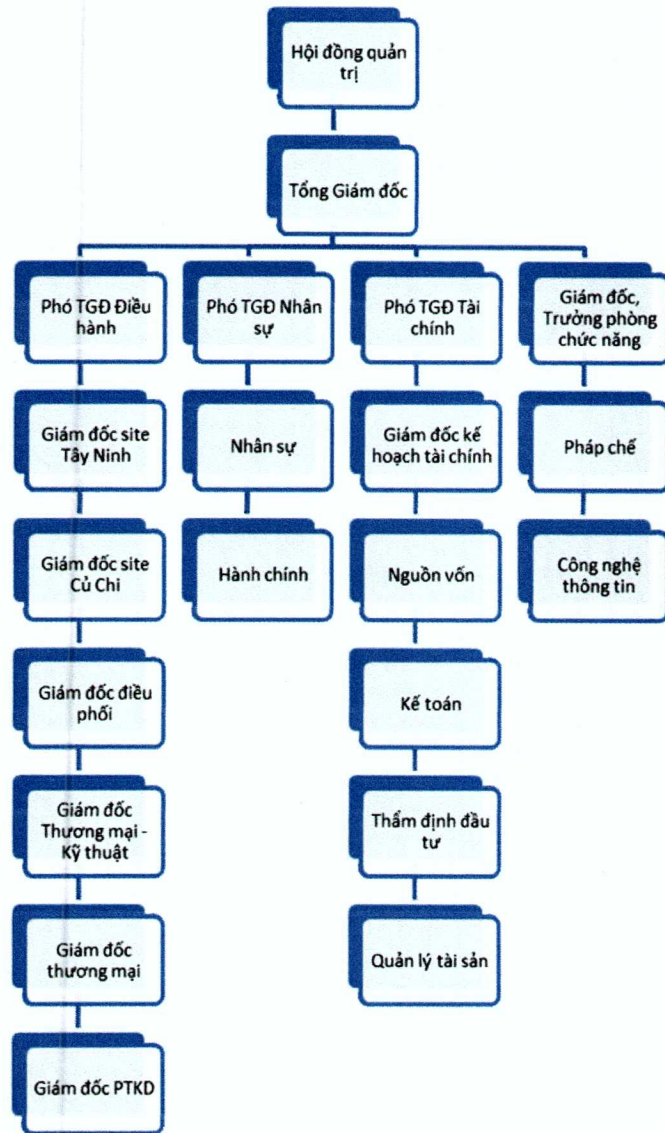 Hội đồng quản
trị
Tổng Giám đốc
Phó TGĐ Điều
hành
Phó TGĐ Nhân
sự
Phó TGĐ Tài
chính
Giám đốc,
Trưởng phòng
chức năng
Giám đốc site
Tây Ninh
Nhân sự
Giám đốc kế
hoạch tài chính
Pháp chế
Giám đốc site
Củ Chi
Hành chính
Nguồn vốn
Công nghệ
thông tin
Giám đốc điều
phối
Kế toán
Giám đốc
Thương mại -
Kỹ thuật
Thẩm định đầu
tư
Giám đốc
thương mại
Quản lý tài sản
Giám đốc PTKD